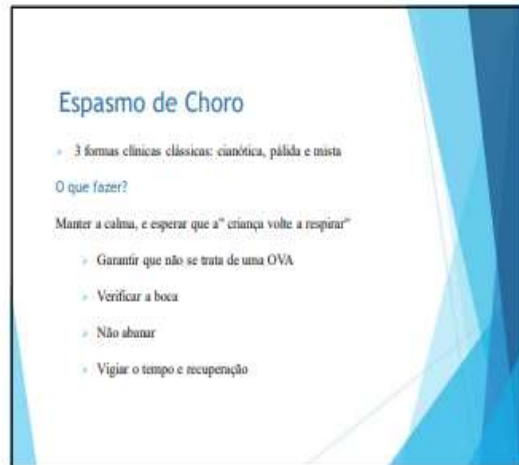 Espasmo de Choro
3 formas clínicas clássicas: cianótica, pálida e mista
O que fazer?
Manter a calma, e esperar que a" criança volte a respirar"
Garantir que não se trata de uma OVA
Verificar a boca
Não abanar
Vigiar o tempo e recuperação